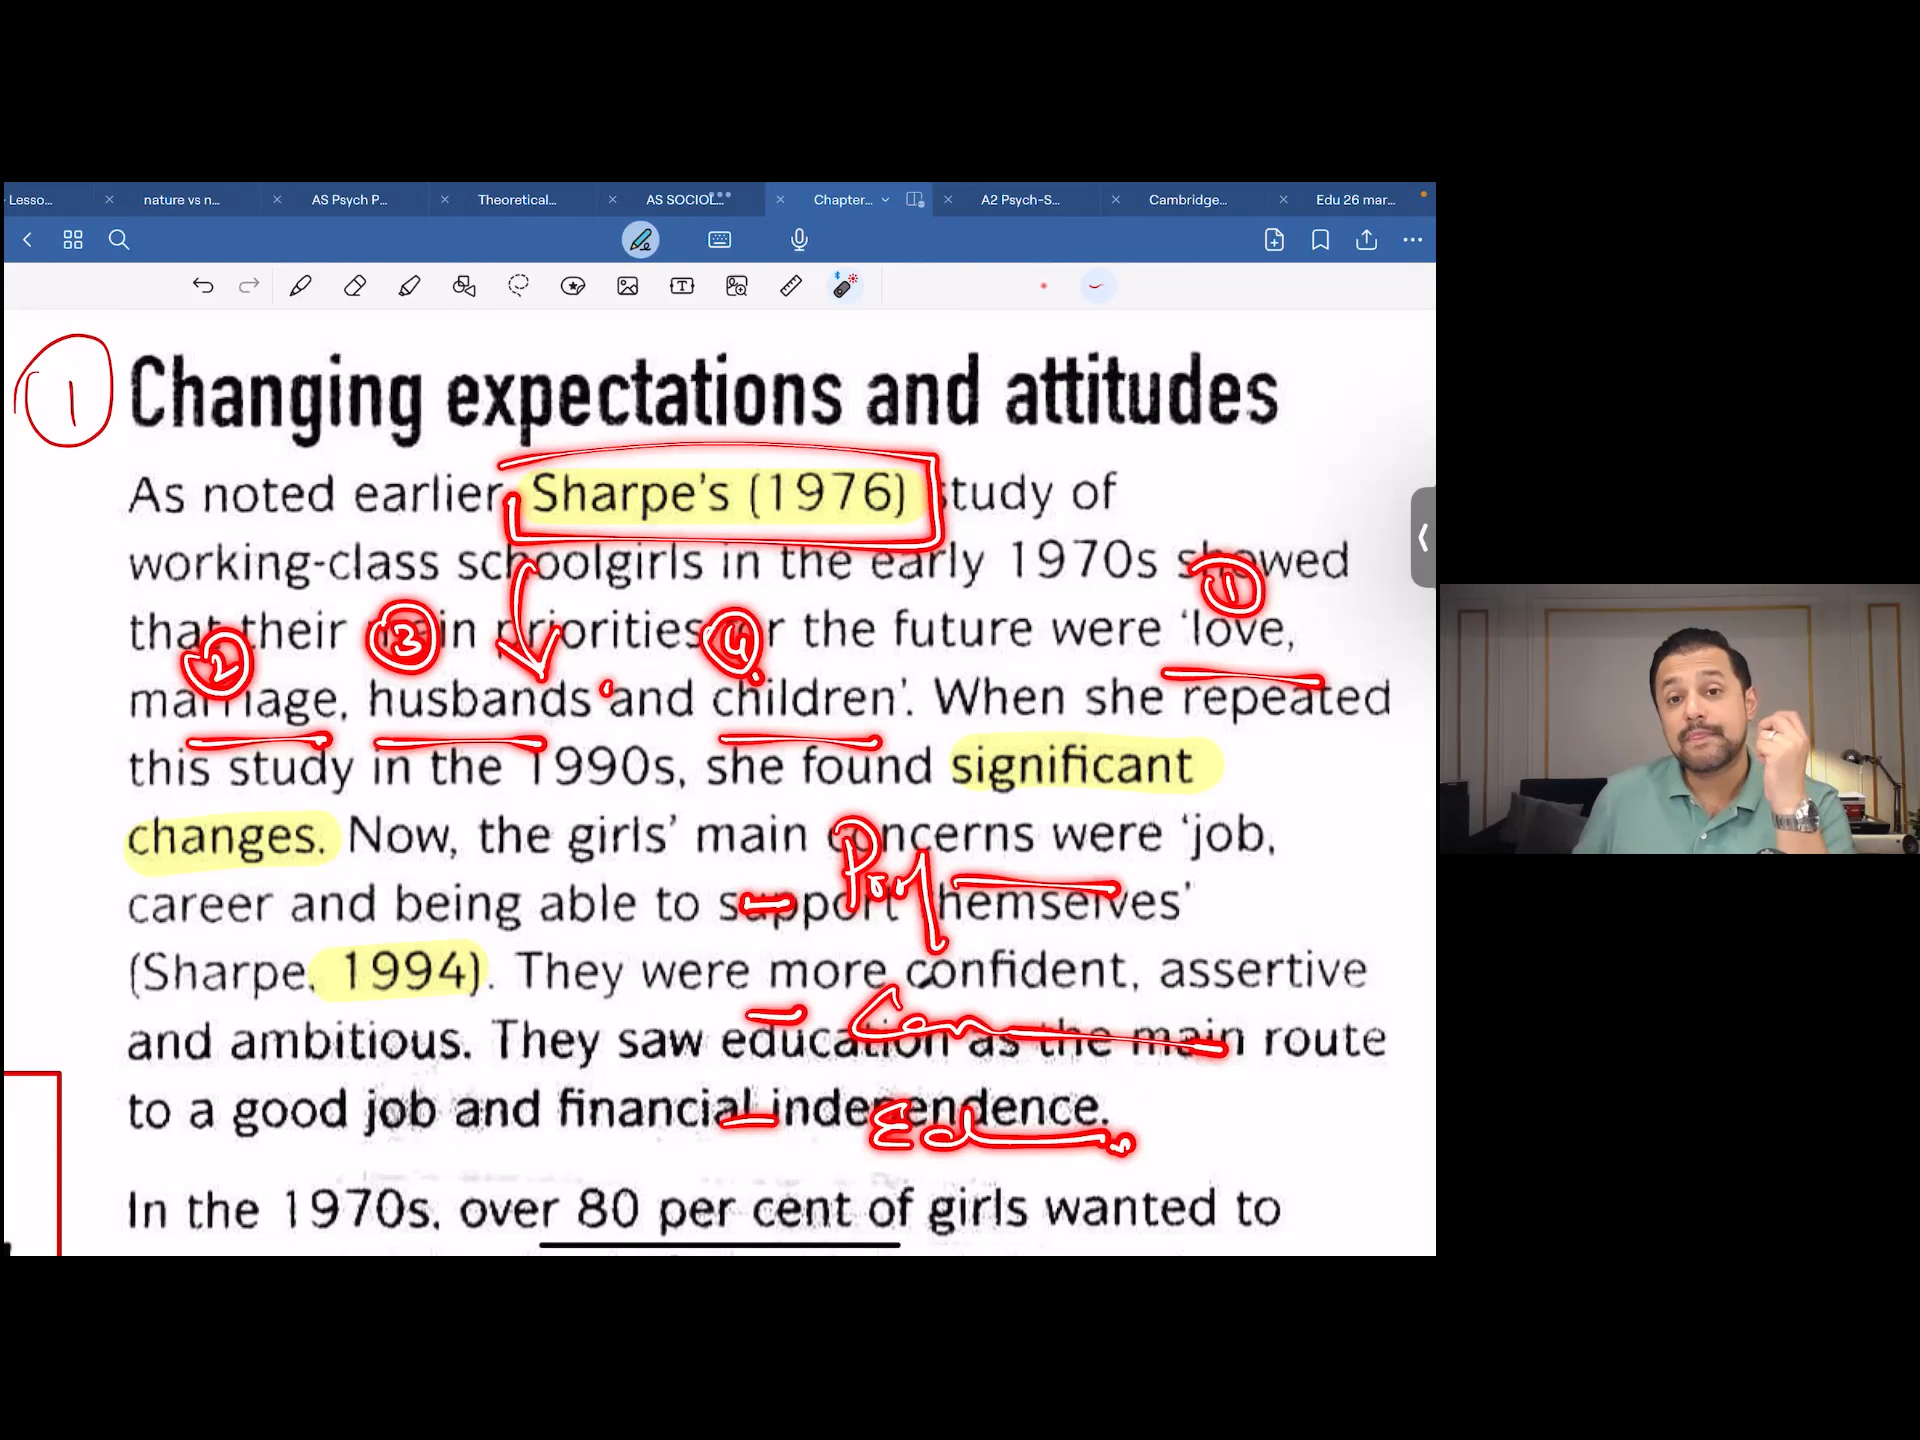 Lesso...
nature vs n...
AS Psych P...
Theoretical...
AS SOCIOL...
Chapter...
A2 Psych-S...
Cambridge...
Edu 26 mar...
1
Changing expectations and attitudes
As noted earlier, Sharpe's (1976) study of
working-class schoolgirls in the early 1970s showed
1
that their main priorities for the future were 'love,
2 3 4
marriage, husbands and children'. When she repeated
this study in the 1990s, she found significant
changes. Now, the girls' main concerns were 'job,
career and being able to support themselves'
(Sharpe, 1994). They were more confident, assertive
and ambitious. They saw education as the main route
to a good job and financial independence.
In the 1970s, over 80 per cent of girls wanted to